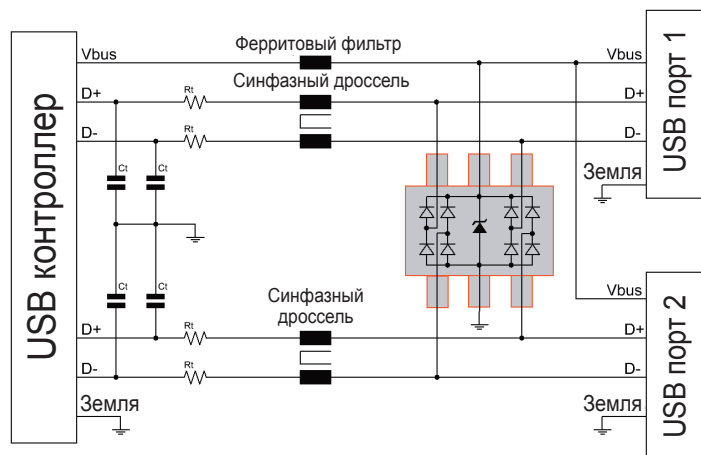 USB контроллер
Vbus
Ферритовый фильтр
Vbus
D+
Rt
Синфазный дроссель
D+
D-
Rt
D-
Земля
USB порт 1
Ct
Ct
Ct
Ct
Синфазный
дроссель
Vbus
D+
Rt
D+
D-
Rt
D-
Земля
Земля
USB порт 2